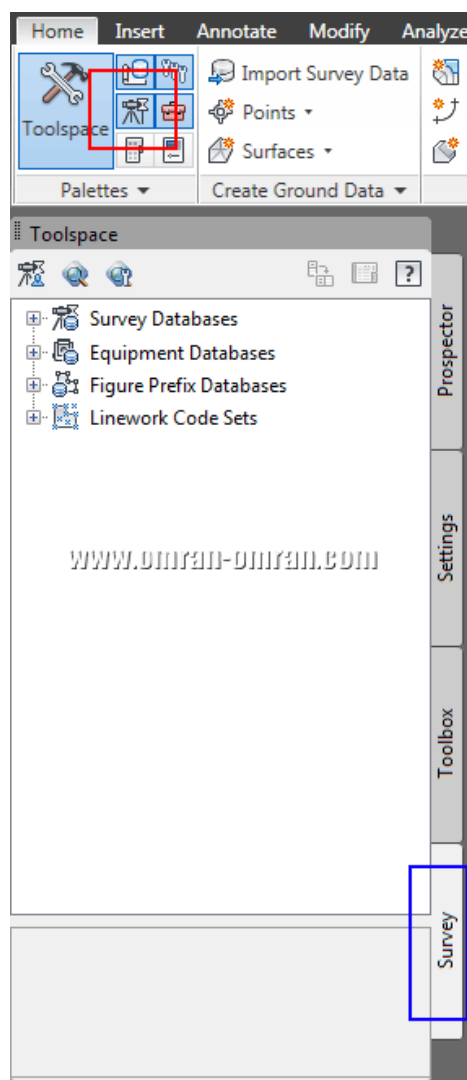 Home Insert Annotate Modify Analyze
Toolspace
Import Survey Data
Points
Surfaces
Palettes
Create Ground Data
Toolspace
?
Survey Databases
Equipment Databases
Figure Prefix Databases
Linework Code Sets
www.omran-omran.com
Prospector
Settings
Toolbox
Survey